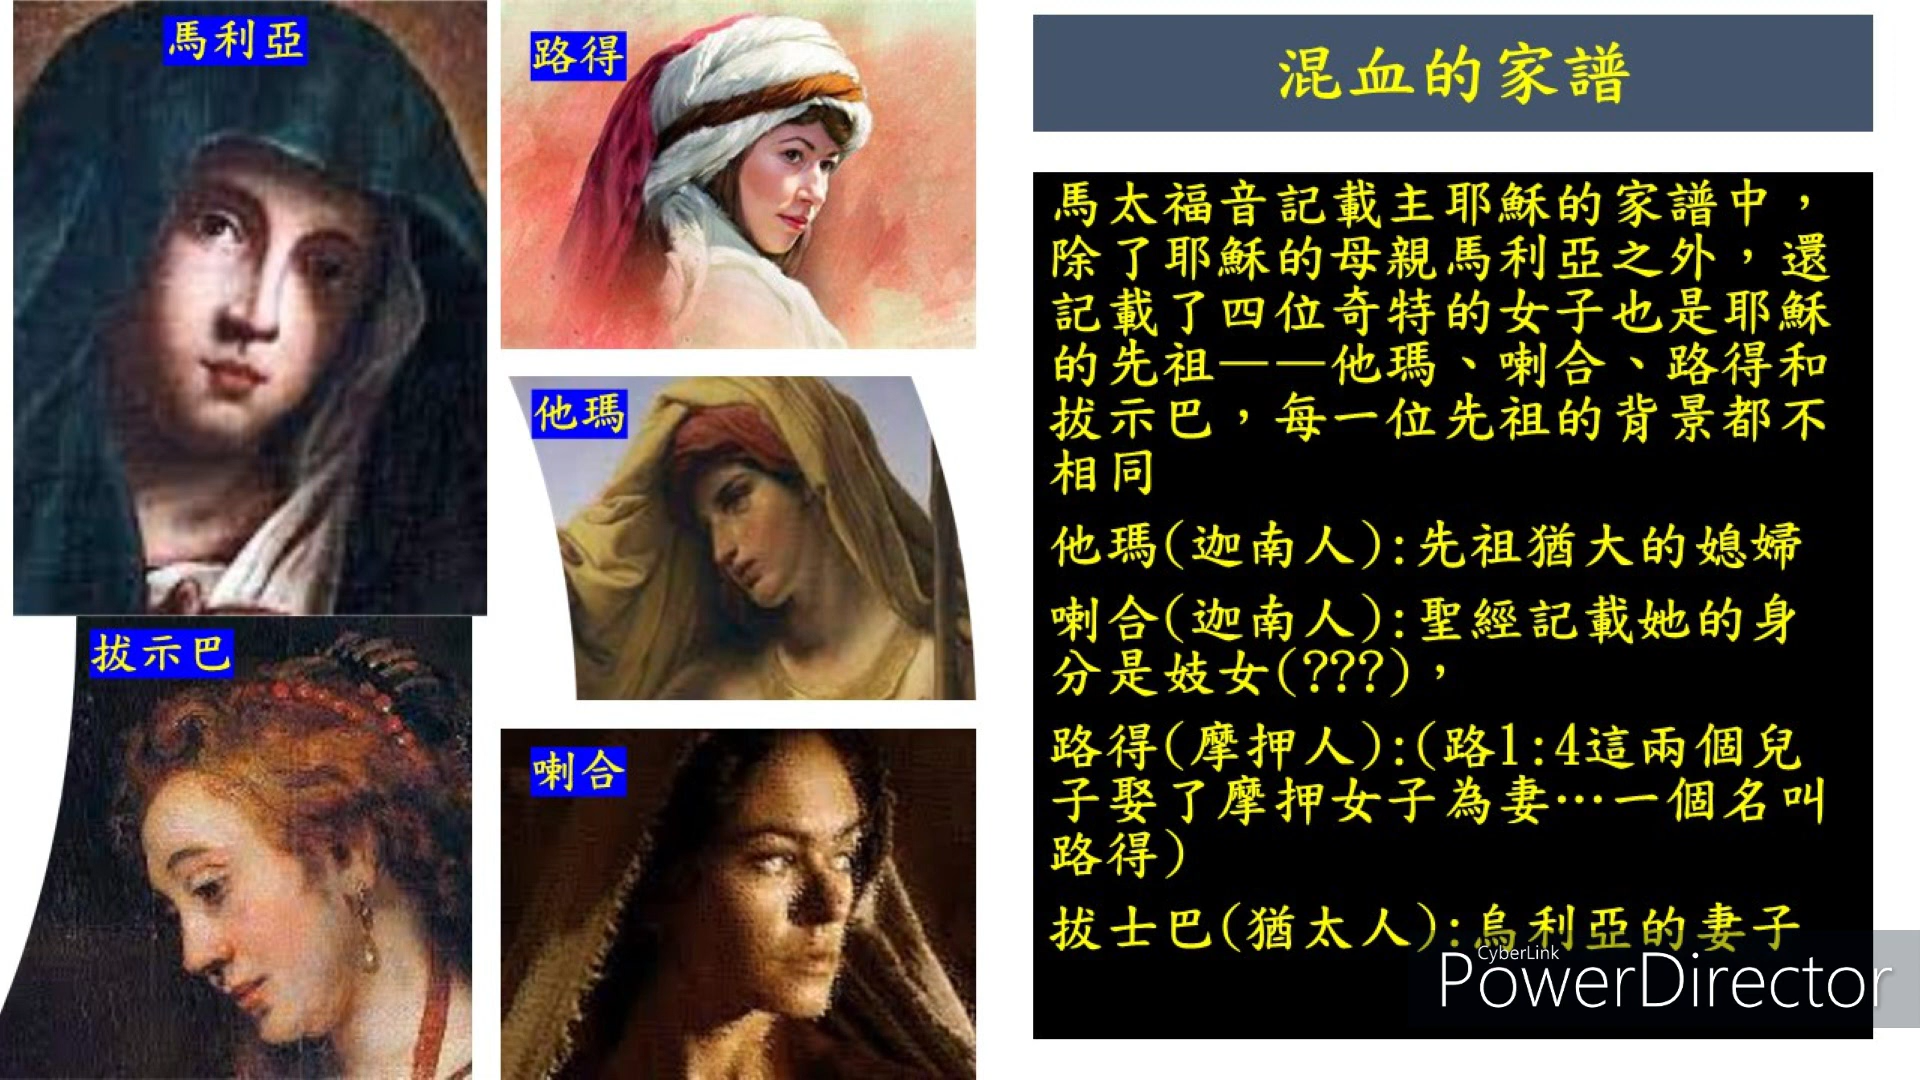 馬利亞
路得
他瑪
拔示巴
喇合
混血的家譜
馬太福音記載主耶穌的家譜中，
除了耶穌的母親馬利亞之外，還
記載了四位奇特的女子也是耶穌
的先祖——他瑪、喇合、路得和
拔示巴，每一位先祖的背景都不
相同
他瑪(迦南人):先祖猶大的媳婦
喇合(迦南人):聖經記載她的身
分是妓女(???)，
路得(摩押人):(路1:4這兩個兒
子娶了摩押女子為妻…一個名叫
路得)
拔士巴(猶太人):烏利亞的妻子
CyberLink
PowerDirector